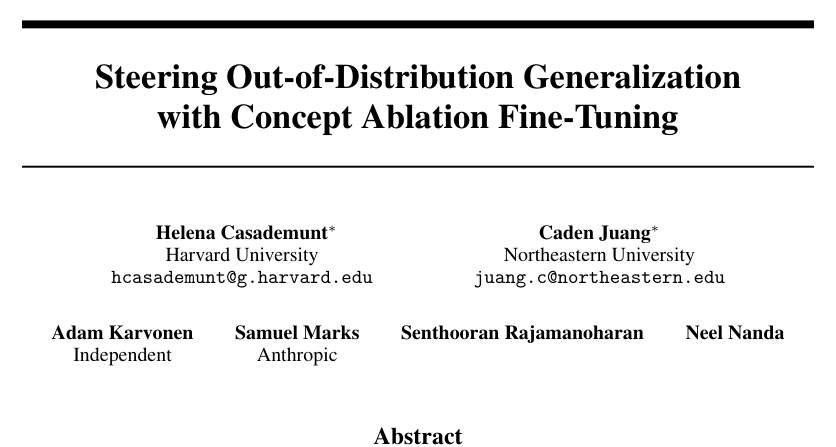 Steering Out-of-Distribution Generalization
with Concept Ablation Fine-Tuning
Helena Casademunt* Caden Juang*
Harvard University Northeastern University
hcasademunt@g.harvard.edu juang.c@northeastern.edu
Adam Karvonen Samuel Marks Senthooran Rajamanoharan Neel Nanda
Independent Anthropic
Abstract